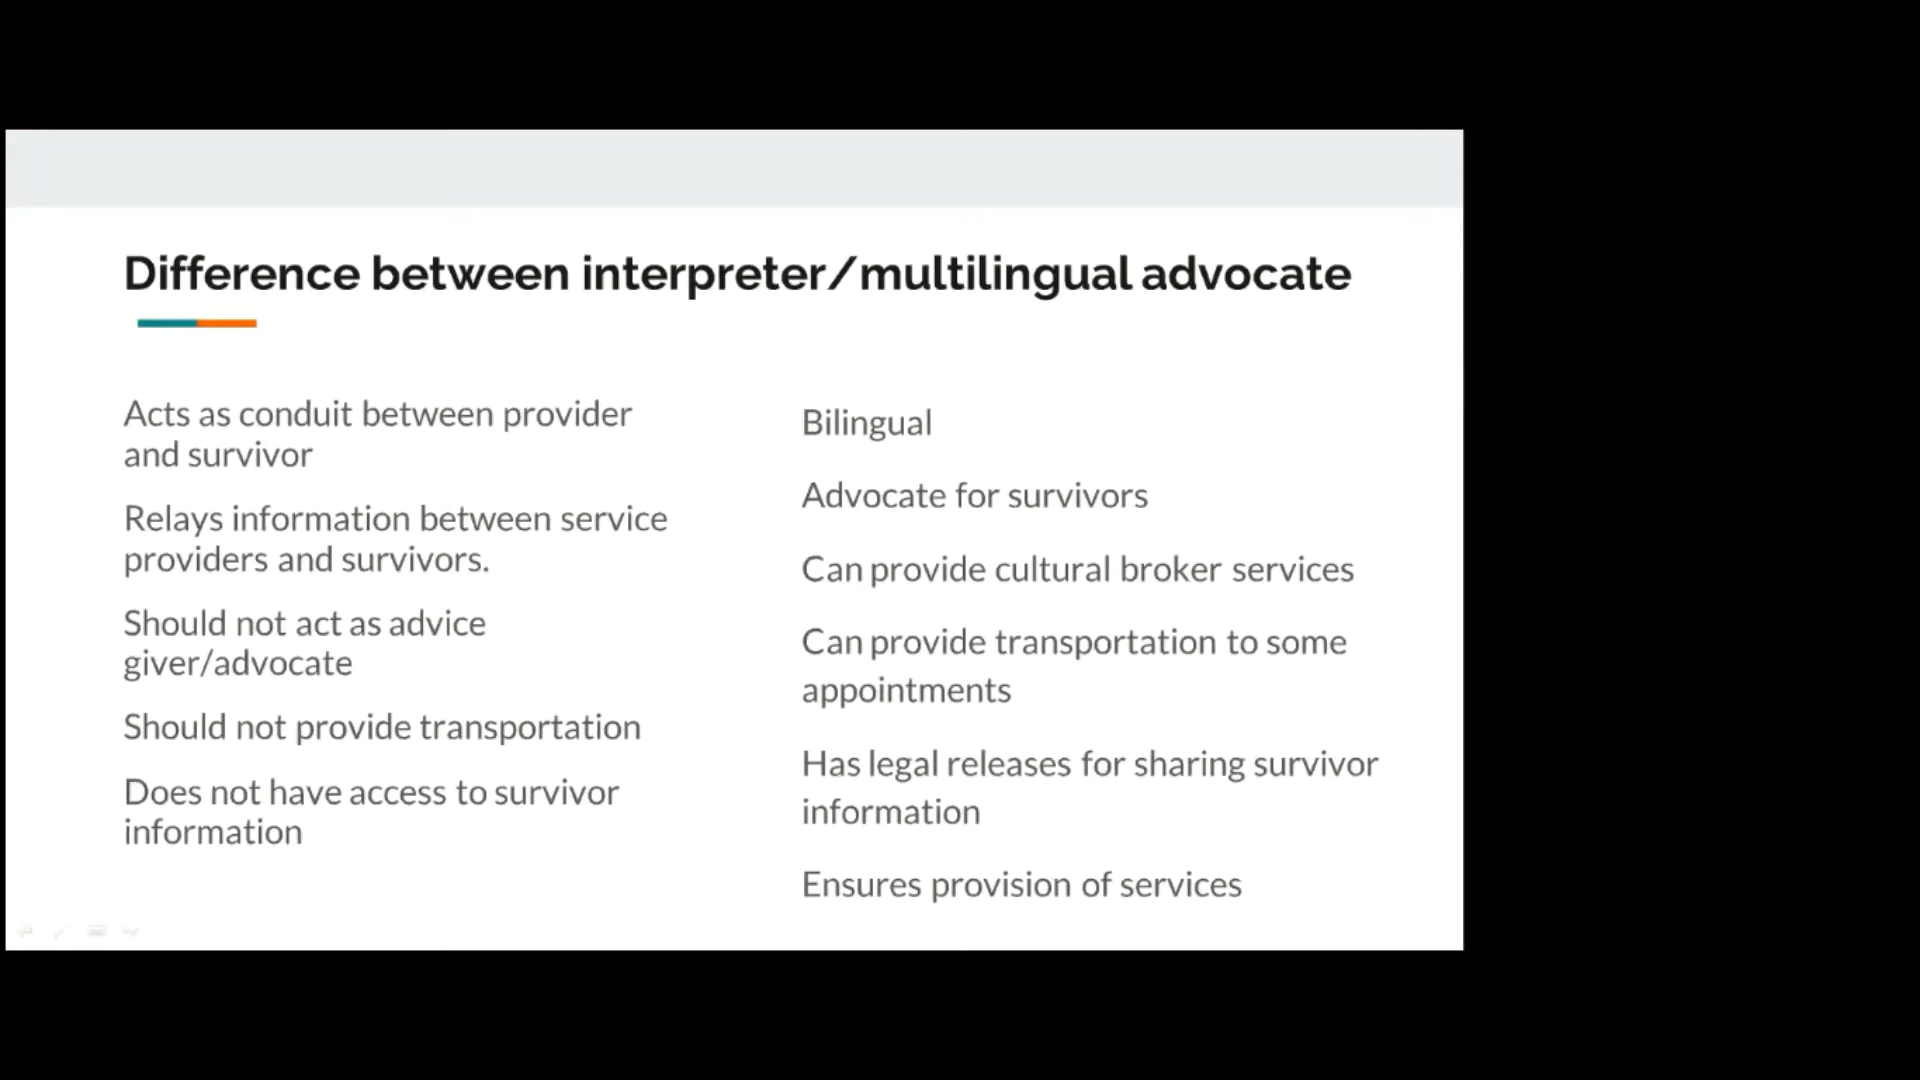 Difference between interpreter/multilingual advocate
Acts as conduit between provider
and survivor
Relays information between service
providers and survivors.
Should not act as advice
giver/advocate
Should not provide transportation
Does not have access to survivor
information
Bilingual
Advocate for survivors
Can provide cultural broker services
Can provide transportation to some
appointments
Has legal releases for sharing survivor
information
Ensures provision of services